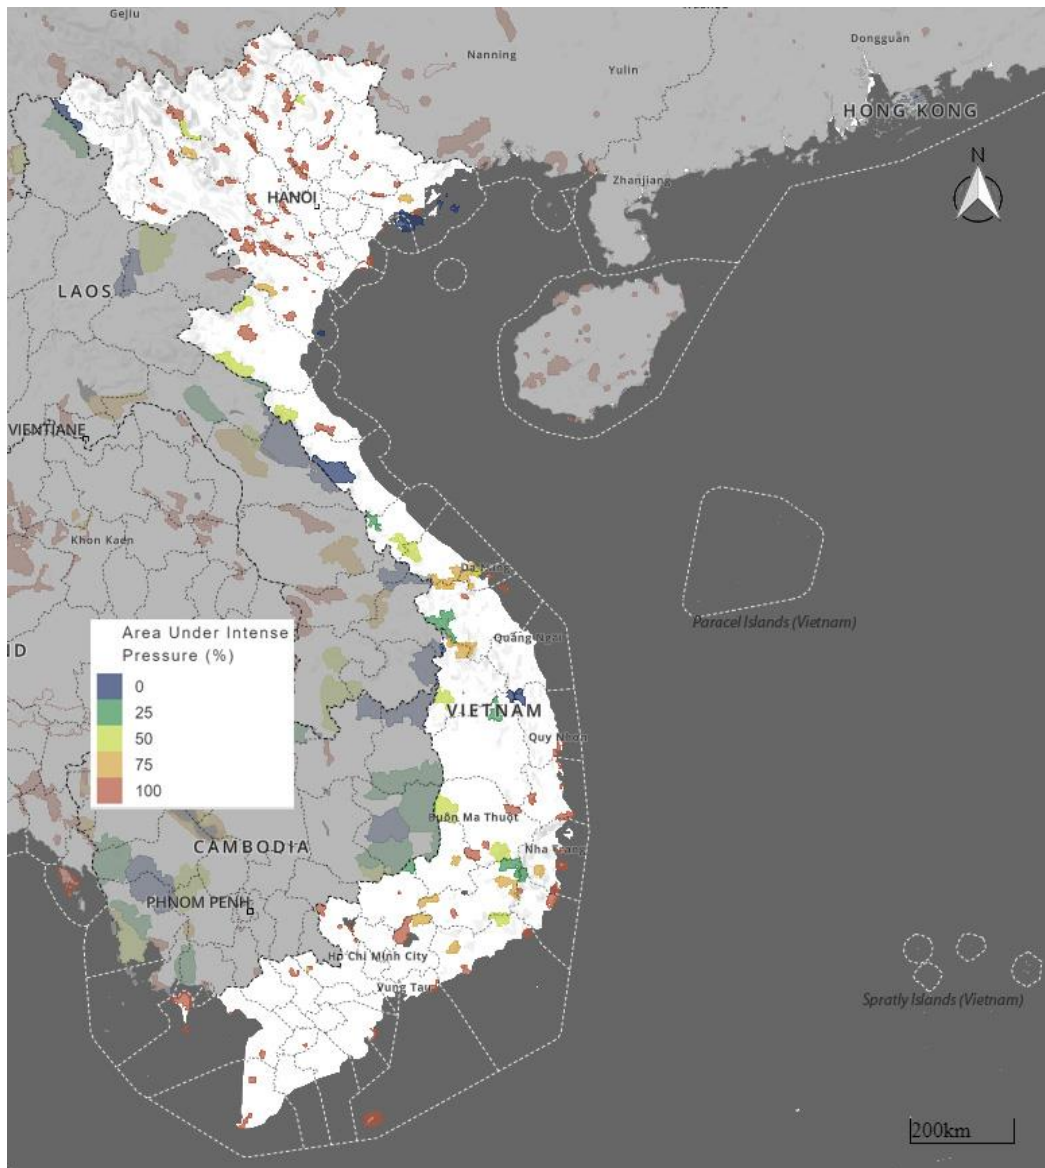 Gejiu
Nanning
Yulin
Dongguan
HONG KONG
N
Zhanjiang
HANOI
LAOS
VIENTIANE
Khon Kaen
Paracel Islands (Vietnam)
Quảng Ngãi
ND
Area Under Intense
Pressure (%)
0
25
50
75
100
VIETNAM
Quy Nhơn
Buôn Ma Thuột
CAMBODIA
Nha Trang
PHNOM PENH
Ho Chi Minh City
Vung Tau
Spratly Islands (Vietnam)
200km